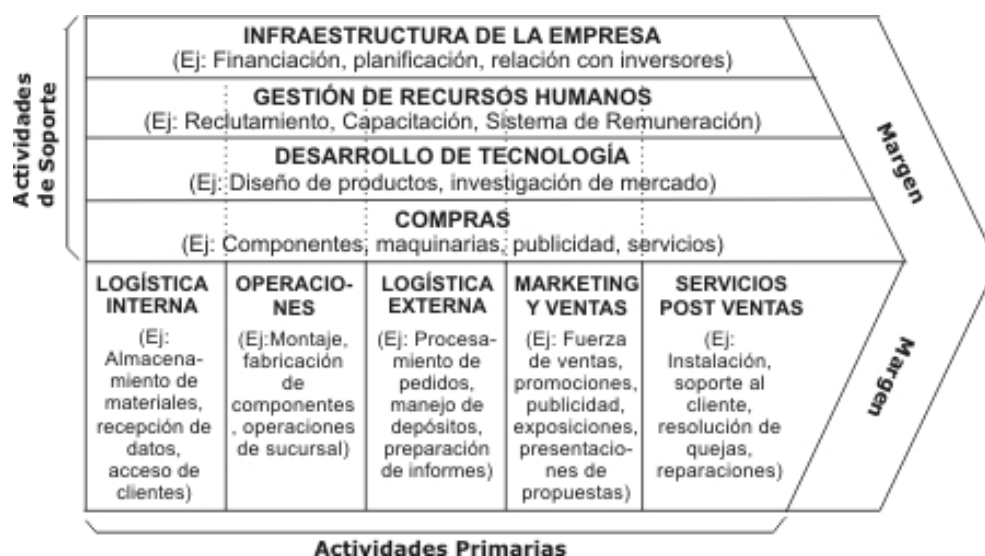 Actividades
de Soporte
INFRAESTRUCTURA DE LA EMPRESA
(Ej: Financiación, planificación, relación con inversores)
GESTIÓN DE RECURSOS HUMANOS
(Ej: Reclutamiento, Capacitación, Sistema de Remuneración)
DESARROLLO DE TECNOLOGÍA
(Ej: Diseño de productos, investigación de mercado)
COMPRAS
(Ej: Componentes, maquinarias, publicidad, servicios)
Margen
LOGÍSTICA
INTERNA
(Ej:
Almacena-
miento de
materiales,
recepción de
datos,
acceso de
clientes)
OPERACIO-
NES
(Ej:Montaje,
fabricación
de
componentes
, operaciones
de sucursal)
LOGÍSTICA
EXTERNA
(Ej: Procesa-
miento de
pedidos,
manejo de
depósitos,
preparación
de informes)
MARKETING
Y VENTAS
(Ej: Fuerza
de ventas,
promociones,
publicidad,
exposiciones,
presentacio-
nes de
propuestas)
SERVICIOS
POST VENTAS
(Ej:
Instalación,
soporte al
cliente,
resolución de
quejas,
reparaciones)
Margen
Actividades Primarias